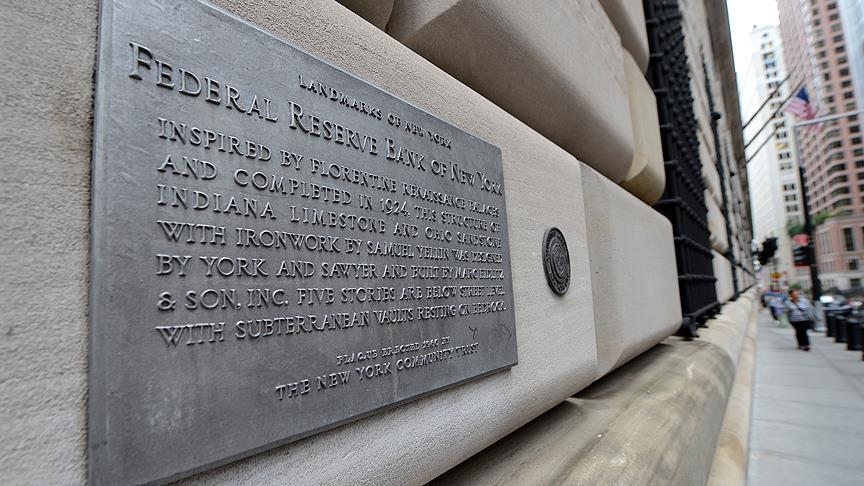 LANDMARKS OF NEW YORK
FEDERAL RESERVE BANK OF NEW YORK
INSPIRED BY FLORENTINE RENAISSANCE PALACES
AND COMPLETED IN 1924, THIS STRUCTURE OF
INDIANA LIMESTONE AND OHIO SANDSTONE
WITH IRONWORK BY SAMUEL YELLIN WAS DESIGNED
BY YORK AND SAWYER AND BUILT BY MARC EIDLITZ
& SON, INC. FIVE STORIES ARE BELOW STREET LEVEL
WITH SUBTERRANEAN VAULTS RESTING ON BEDROCK.
PLAQUE ERECTED 1960 BY
THE NEW YORK COMMUNITY TRUST